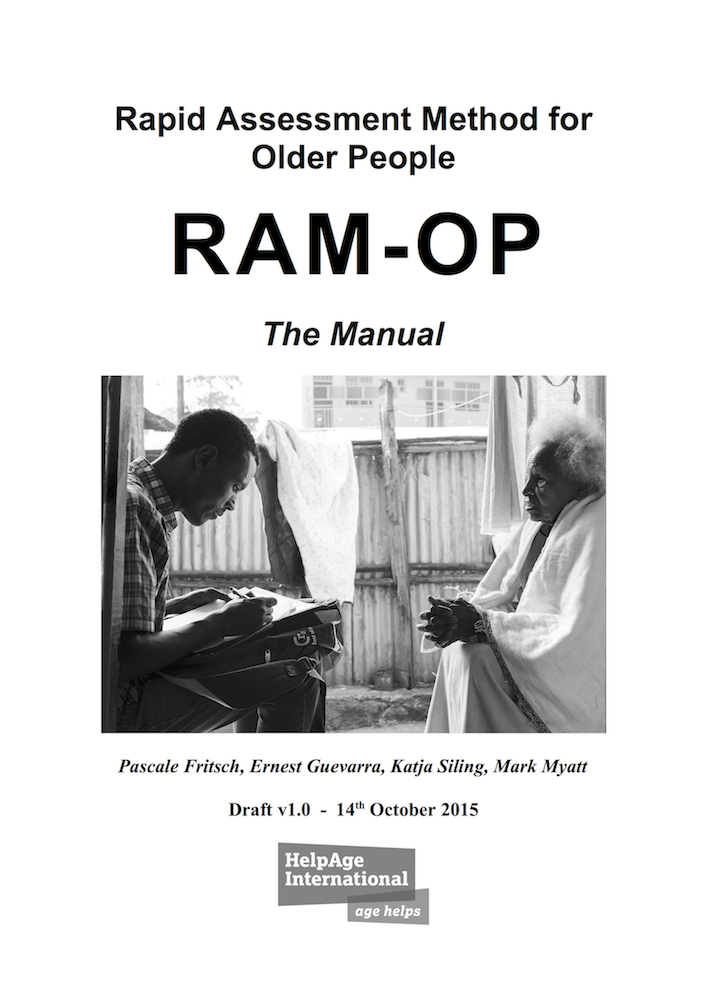 Rapid Assessment Method for
Older People
RAM-OP
The Manual
Pascale Fritsch, Ernest Guevarra, Katja Siling, Mark Myatt
Draft v1.0 - 14th October 2015
HelpAge
International
age helps